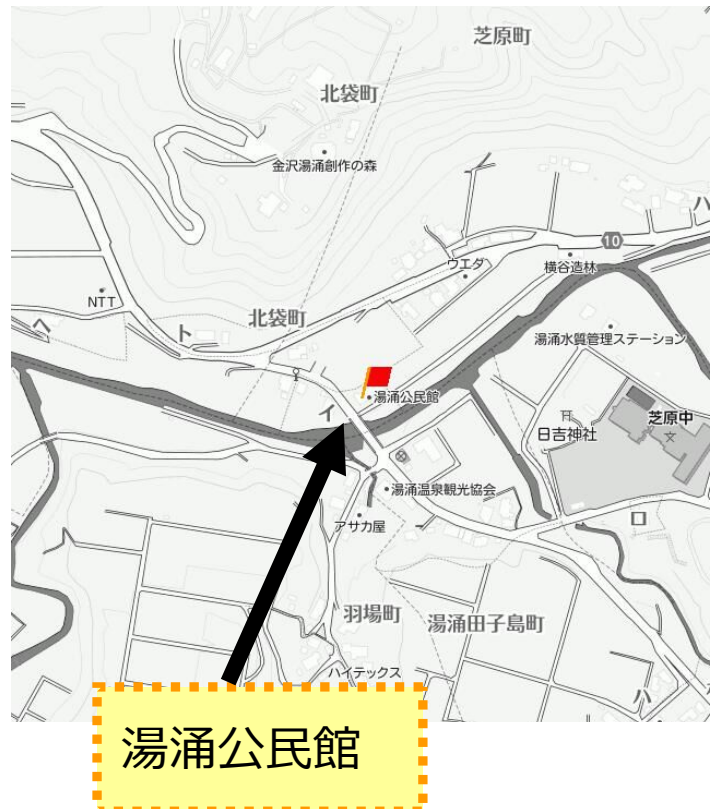 芝原町
北袋町
金沢湯涌創作の森
ハ
10
ウエダ
横谷造林
NTT
北袋町
ヘ
ト
湯涌水質管理ステーション
湯涌公民館
イ
芝原中
日吉神社
湯涌温泉観光協会
アサカ屋
ロ
羽場町
湯涌田子島町
ハイテックス
ハ
湯涌公民館